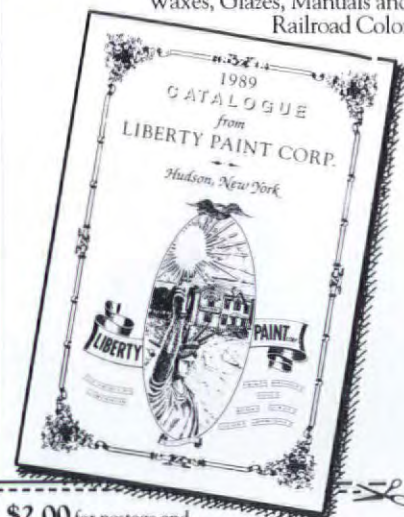 Waxes, Glazes, Manuals and
Railroad Color
1989
CATALOGUE
from
LIBERTY PAINT CORP.
Hudson, New York
LIBERTY
PAINT
$2.00 for postage and